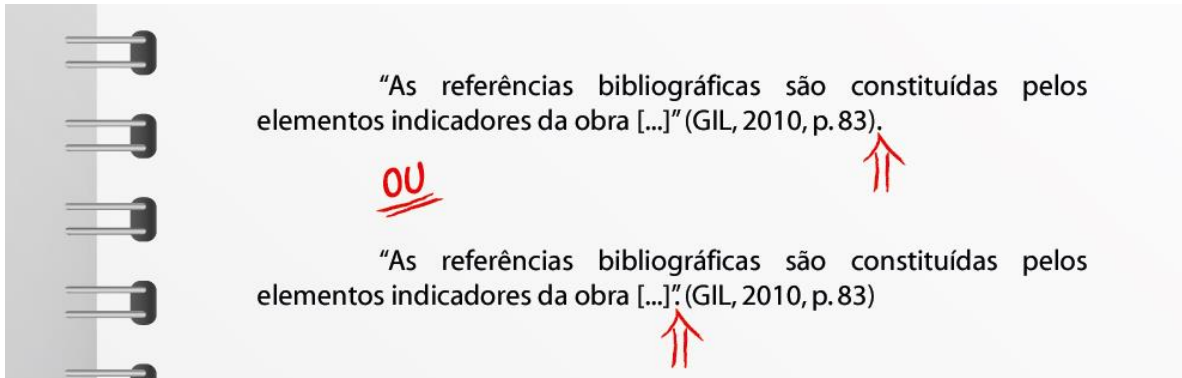 “As referências bibliográficas são constituídas pelos
elementos indicadores da obra [...]” (GIL, 2010, p. 83).
OU
“As referências bibliográficas são constituídas pelos
elementos indicadores da obra [...]”. (GIL, 2010, p. 83)